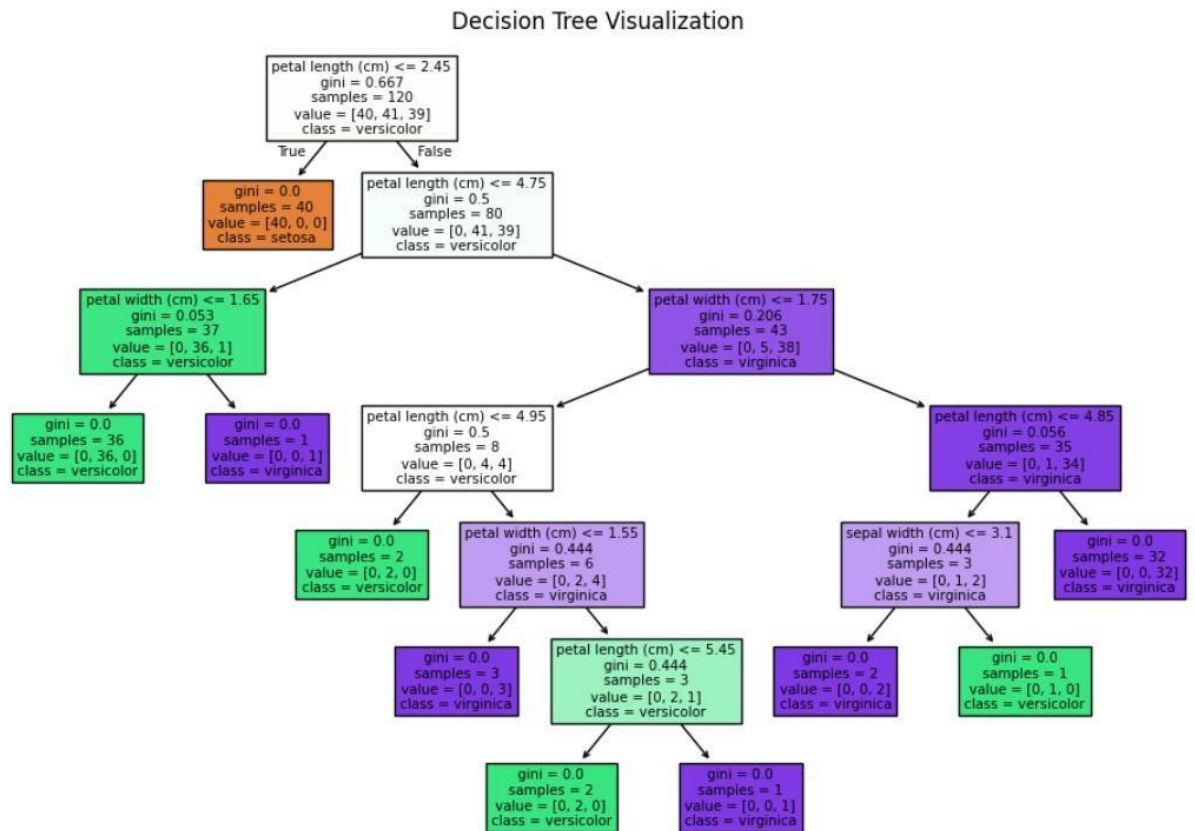 Decision Tree Visualization
petal length (cm) <= 2.45
gini = 0.667
samples = 120
value = [40, 41, 39]
class = versicolor
True
False
gini = 0.0
samples = 40
value = [40, 0, 0]
class = setosa
petal length (cm) <= 4.75
gini = 0.5
samples = 80
value = [0, 41, 39]
class = versicolor
petal width (cm) <= 1.65
gini = 0.053
samples = 37
value = [0, 36, 1]
class = versicolor
petal width (cm) <= 1.75
gini = 0.206
samples = 43
value = [0, 5, 38]
class = virginica
gini = 0.0
samples = 36
value = [0, 36, 0]
class = versicolor
gini = 0.0
samples = 1
value = [0, 0, 1]
class = virginica
petal length (cm) <= 4.95
gini = 0.5
samples = 8
value = [0, 4, 4]
class = versicolor
petal length (cm) <= 4.85
gini = 0.056
samples = 35
value = [0, 1, 34]
class = virginica
gini = 0.0
samples = 2
value = [0, 2, 0]
class = versicolor
petal width (cm) <= 1.55
gini = 0.444
samples = 6
value = [0, 2, 4]
class = virginica
sepal width (cm) <= 3.1
gini = 0.444
samples = 3
value = [0, 1, 2]
class = virginica
gini = 0.0
samples = 32
value = [0, 0, 32]
class = virginica
gini = 0.0
samples = 3
value = [0, 0, 3]
class = virginica
petal length (cm) <= 5.45
gini = 0.444
samples = 3
value = [0, 2, 1]
class = versicolor
gini = 0.0
samples = 2
value = [0, 0, 2]
class = virginica
gini = 0.0
samples = 1
value = [0, 1, 0]
class = versicolor
gini = 0.0
samples = 2
value = [0, 2, 0]
class = versicolor
gini = 0.0
samples = 1
value = [0, 0, 1]
class = virginica